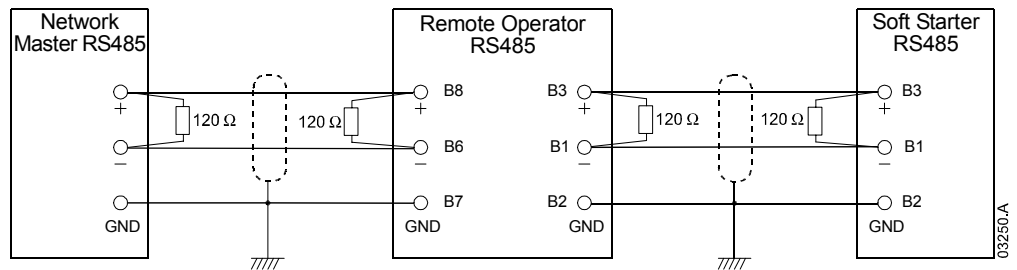 Network
Master RS485
+
120 Ω
−
GND
Remote Operator
RS485
120 Ω
B8
+
B6
−
B7
GND
B3
+
120 Ω
B1
−
B2
GND
Soft Starter
RS485
120 Ω
B3
+
B1
−
B2
GND
03250.A